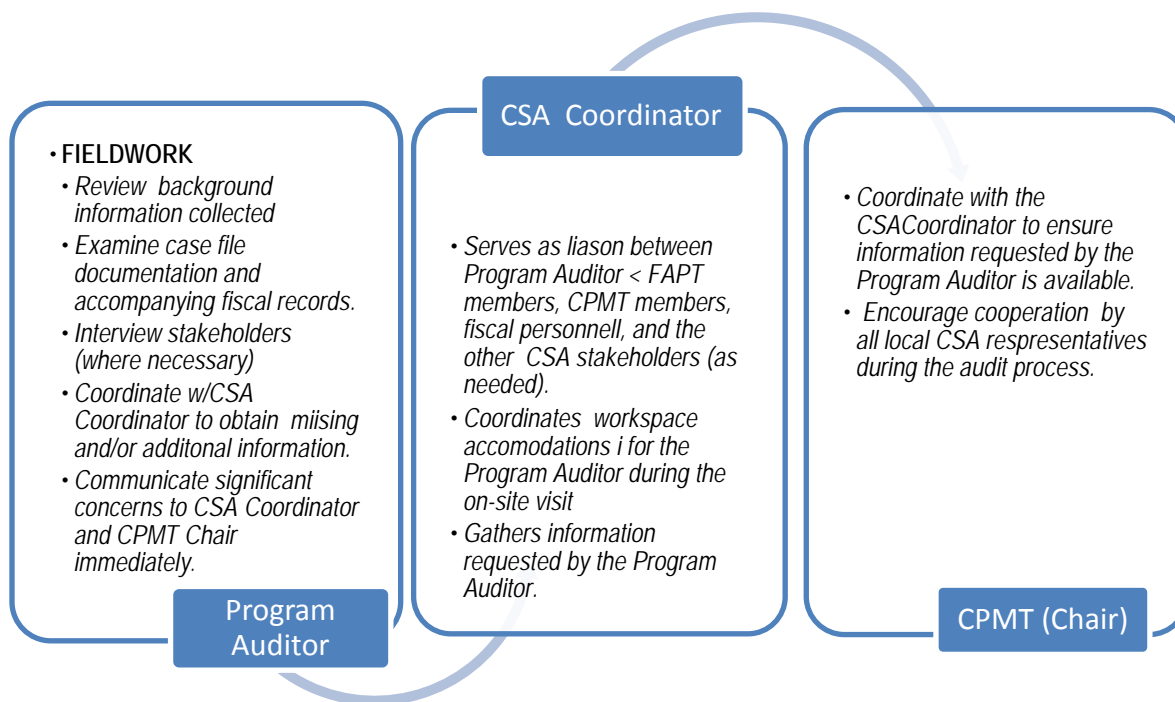 • FIELDWORK
• Review background
information collected
• Examine case file
documentation and
accompanying fiscal records.
• Interview stakeholders
(where necessary)
• Coordinate w/CSA
Coordinator to obtain miising
and/or additonal information.
• Communicate significant
concerns to CSA Coordinator
and CPMT Chair
immediately.
Program
Auditor
CSA Coordinator
• Serves as liason between
Program Auditor < FAPT
members, CPMT members,
fiscal personnell, and the
other CSA stakeholders (as
needed).
• Coordinates workspace
accomodations i for the
Program Auditor during the
on-site visit
• Gathers information
requested by the Program
Auditor.
• Coordinate with the
CSACoordinator to ensure
information requested by the
Program Auditor is available.
• Encourage cooperation by
all local CSA respresentatives
during the audit process.
CPMT (Chair)